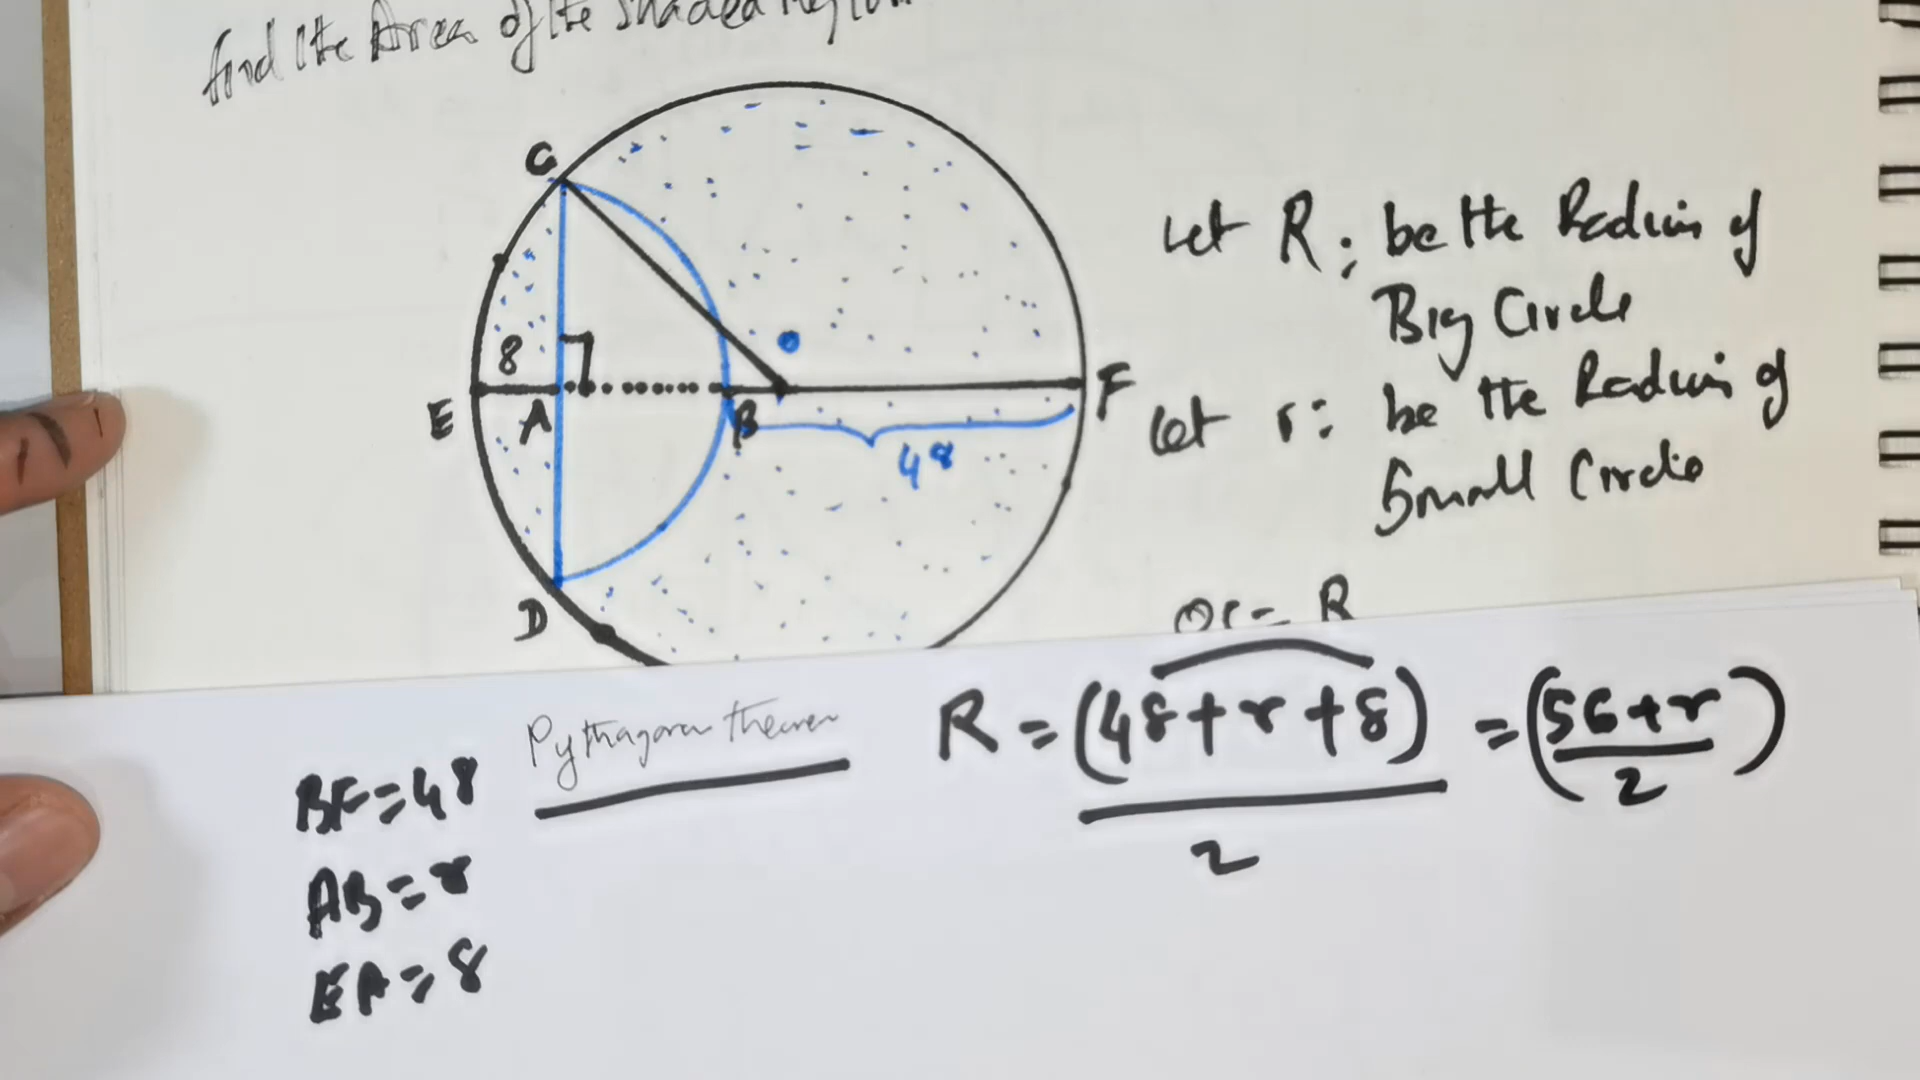 find the Area of the shaded region
C
O
8
E
A
B
F
48
D
Let R: be the Radius of
Big Circle
Let r: be the Radius of
Small Circle
OC = R
Pythagorean theorem
R = (48+r+8)/2 = (56+r/2)
BF=48
AB=r
EA=8